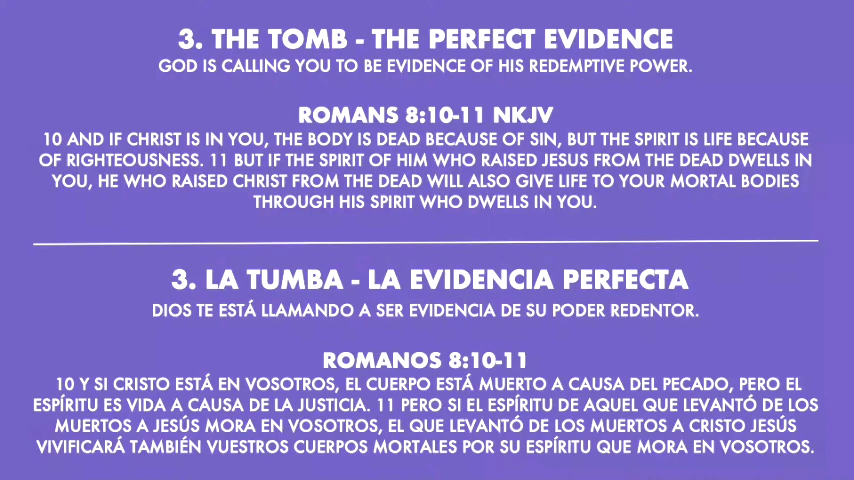 3. THE TOMB - THE PERFECT EVIDENCE
GOD IS CALLING YOU TO BE EVIDENCE OF HIS REDEMPTIVE POWER.
ROMANS 8:10-11 NKJV
10 AND IF CHRIST IS IN YOU, THE BODY IS DEAD BECAUSE OF SIN, BUT THE SPIRIT IS LIFE BECAUSE
OF RIGHTEOUSNESS. 11 BUT IF THE SPIRIT OF HIM WHO RAISED JESUS FROM THE DEAD DWELLS IN
YOU, HE WHO RAISED CHRIST FROM THE DEAD WILL ALSO GIVE LIFE TO YOUR MORTAL BODIES
THROUGH HIS SPIRIT WHO DWELLS IN YOU.
3. LA TUMBA - LA EVIDENCIA PERFECTA
DIOS TE ESTÁ LLAMANDO A SER EVIDENCIA DE SU PODER REDENTOR.
ROMANOS 8:10-11
10 Y SI CRISTO ESTÁ EN VOSOTROS, EL CUERPO ESTÁ MUERTO A CAUSA DEL PECADO, PERO EL
ESPÍRITU ES VIDA A CAUSA DE LA JUSTICIA. 11 PERO SI EL ESPÍRITU DE AQUEL QUE LEVANTÓ DE LOS
MUERTOS A JESÚS MORA EN VOSOTROS, EL QUE LEVANTÓ DE LOS MUERTOS A CRISTO JESÚS
VIVIFICARÁ TAMBIÉN VUESTROS CUERPOS MORTALES POR SU ESPÍRITU QUE MORA EN VOSOTROS.